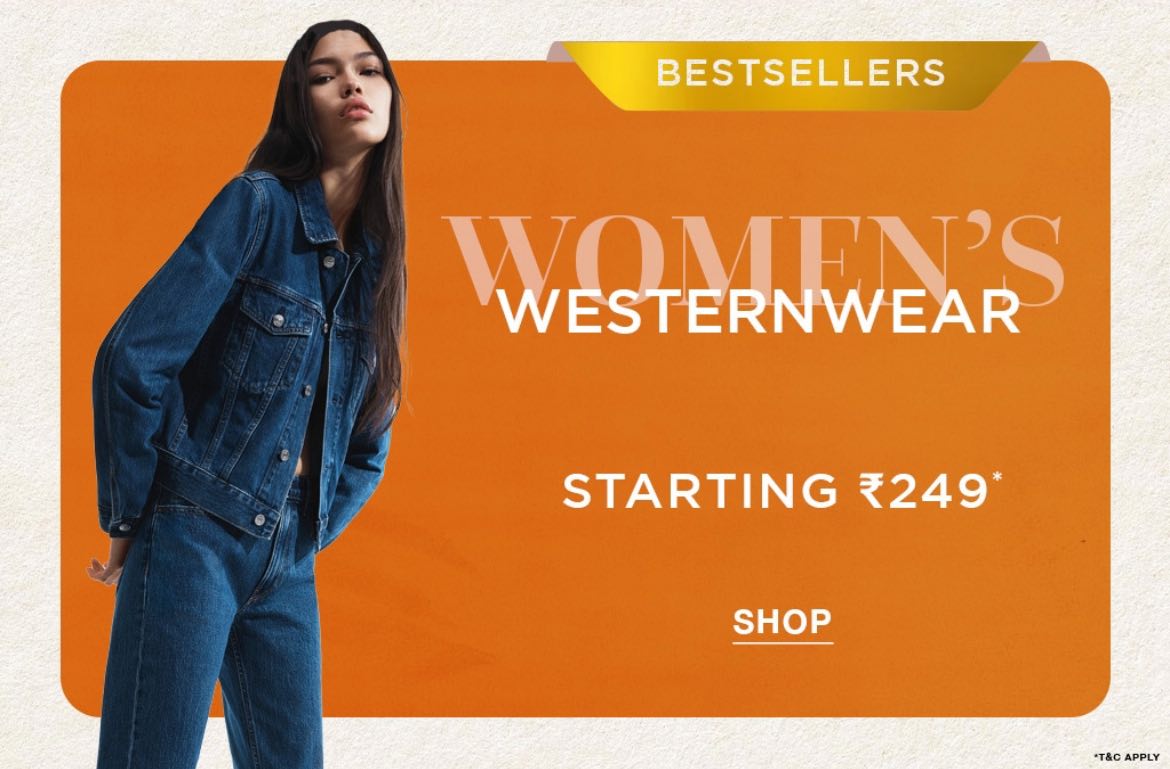 BESTSELLERS
WOMEN'S
WESTERNWEAR
STARTING ₹249*
SHOP
*T&C APPLY